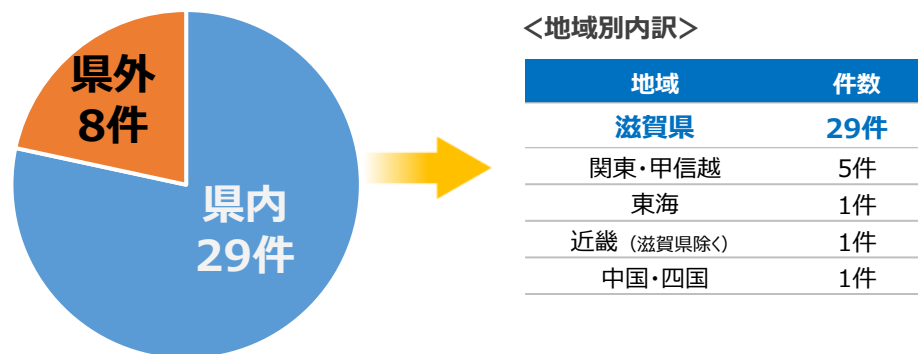 県外
8件
県内
29件
<地域別内訳>
地域 件数
滋賀県 29件
関東・甲信越 5件
東海 1件
近畿（滋賀県除く） 1件
中国・四国 1件